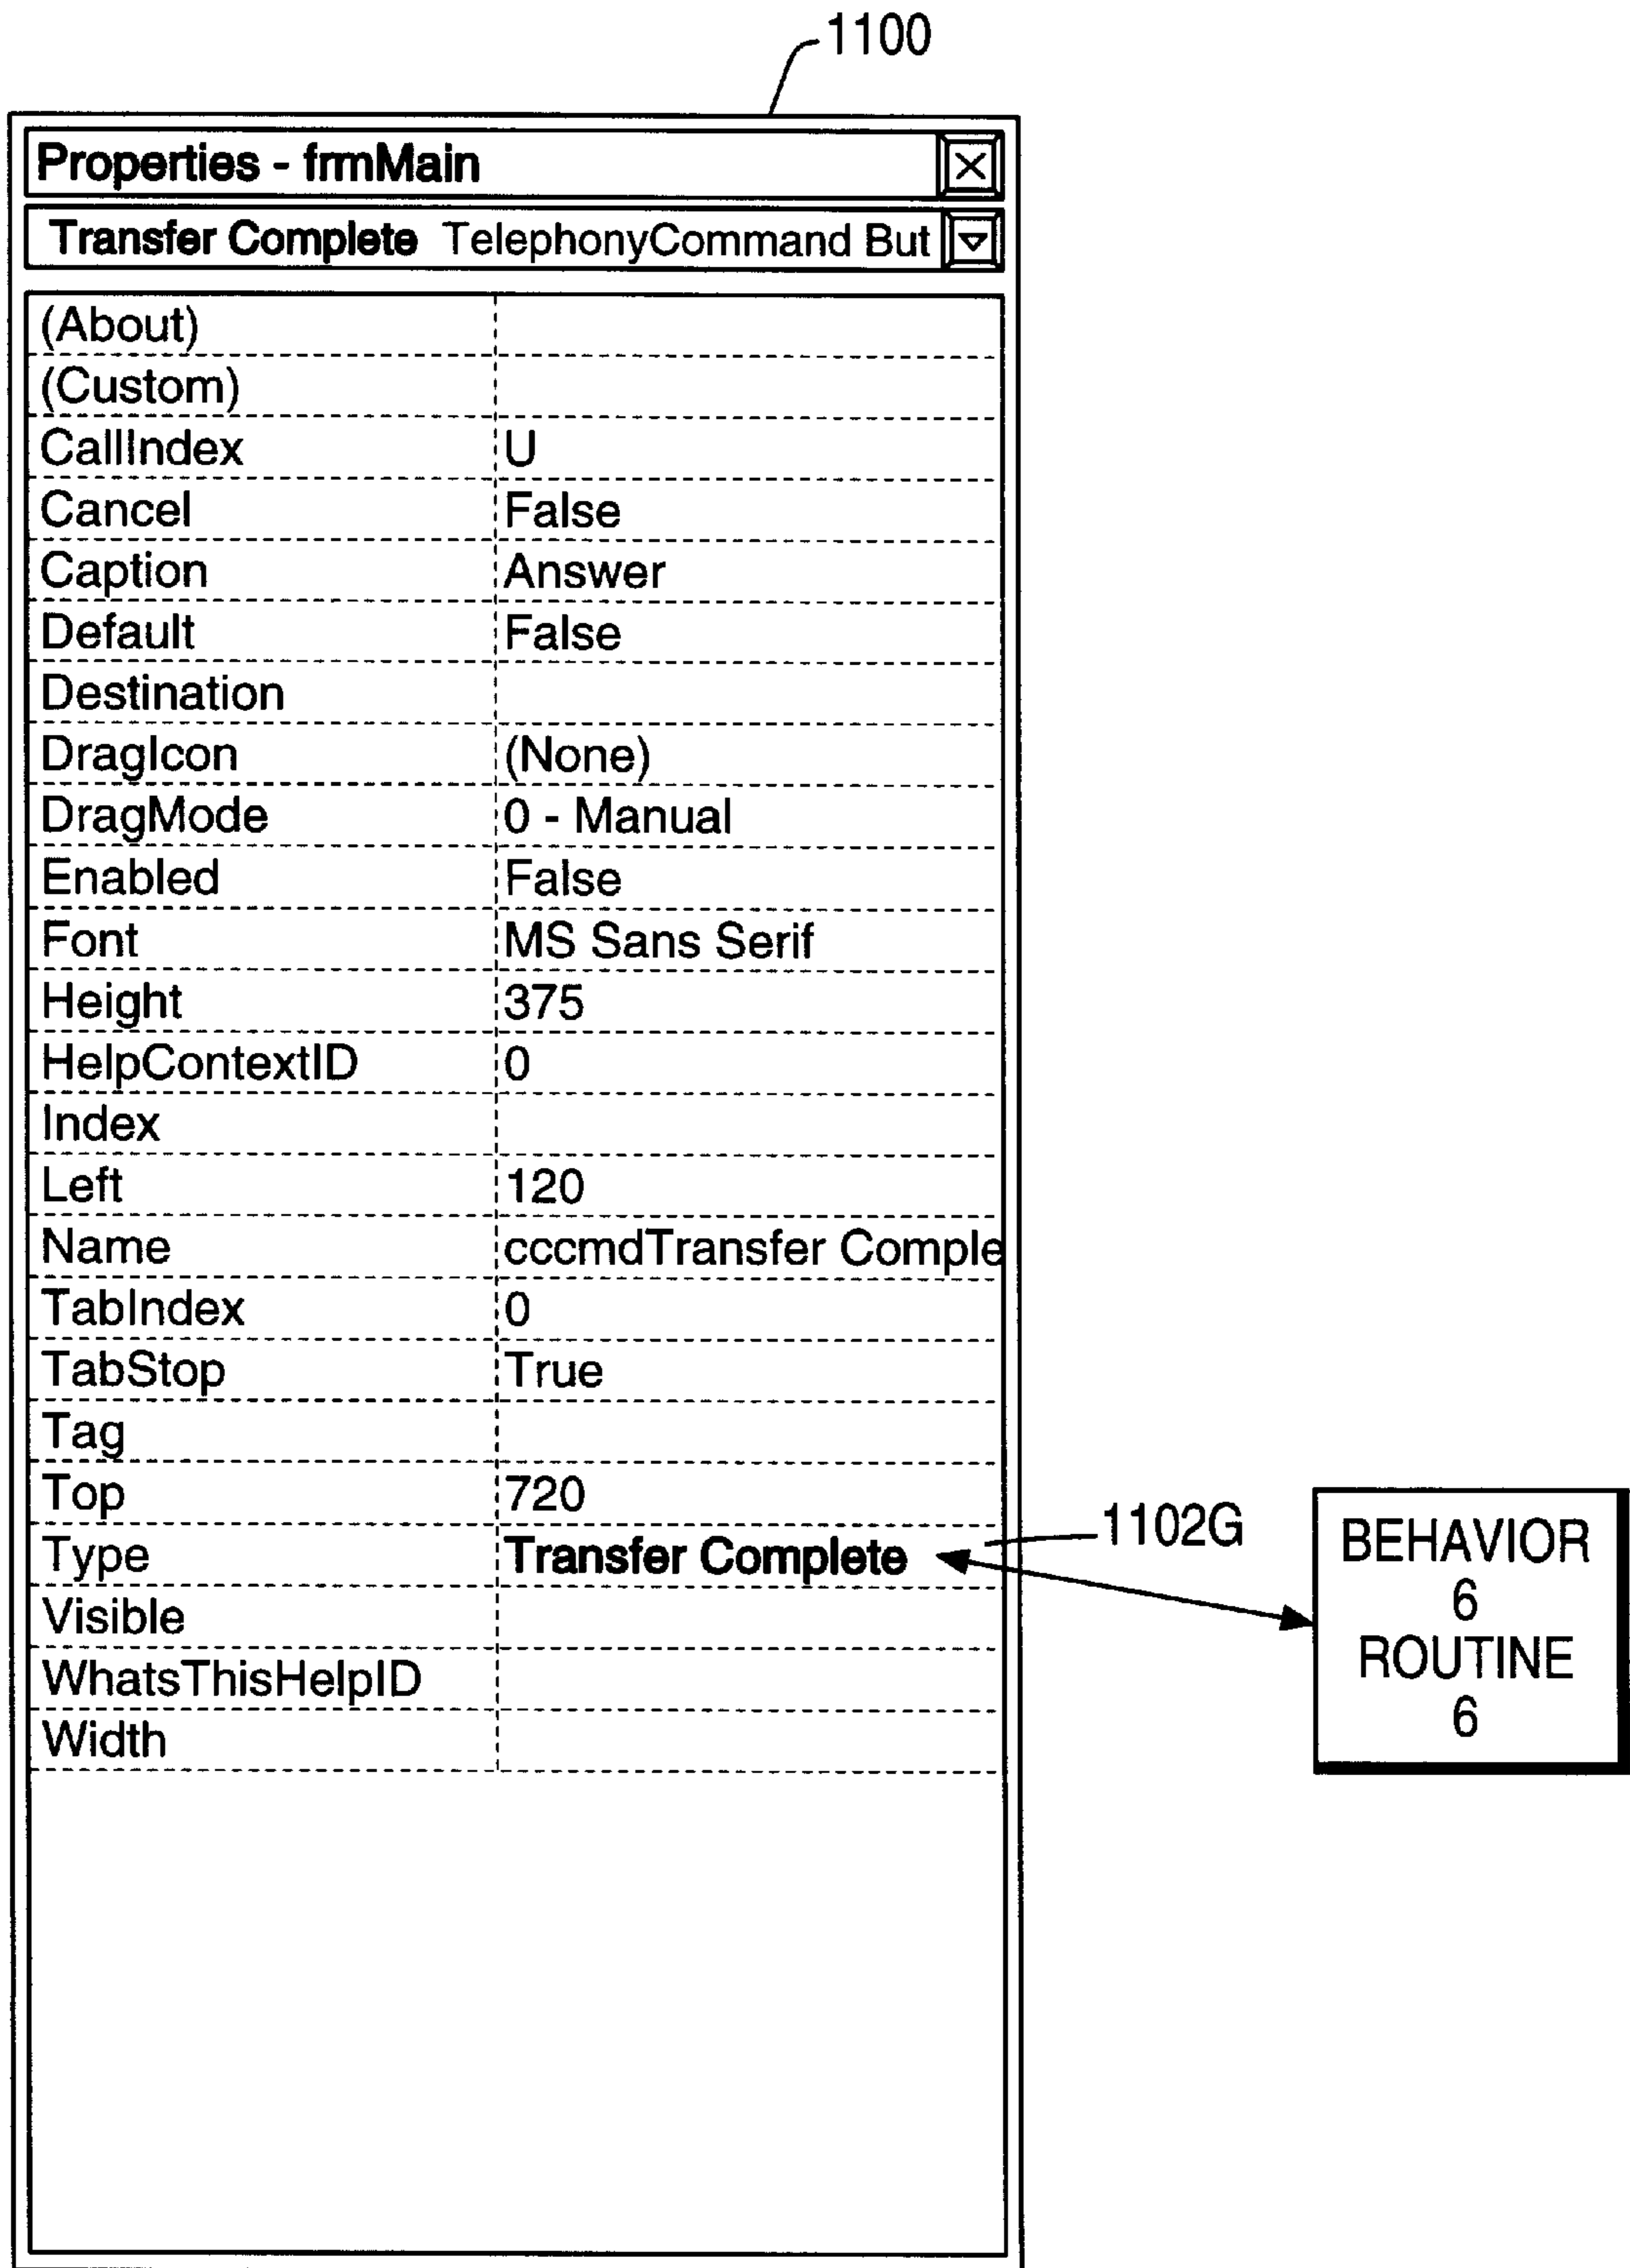 1100
Properties - frmMain
Transfer Complete TelephonyCommand But
(About)
(Custom)
CallIndex U
Cancel False
Caption Answer
Default False
Destination
DragIcon (None)
DragMode 0 - Manual
Enabled False
Font MS Sans Serif
Height 375
HelpContextID 0
Index
Left 120
Name cccmdTransfer Comple
TabIndex 0
TabStop True
Tag
Top 720
Type Transfer Complete
1102G
Visible
WhatsThisHelpID
Width
BEHAVIOR
6
ROUTINE
6